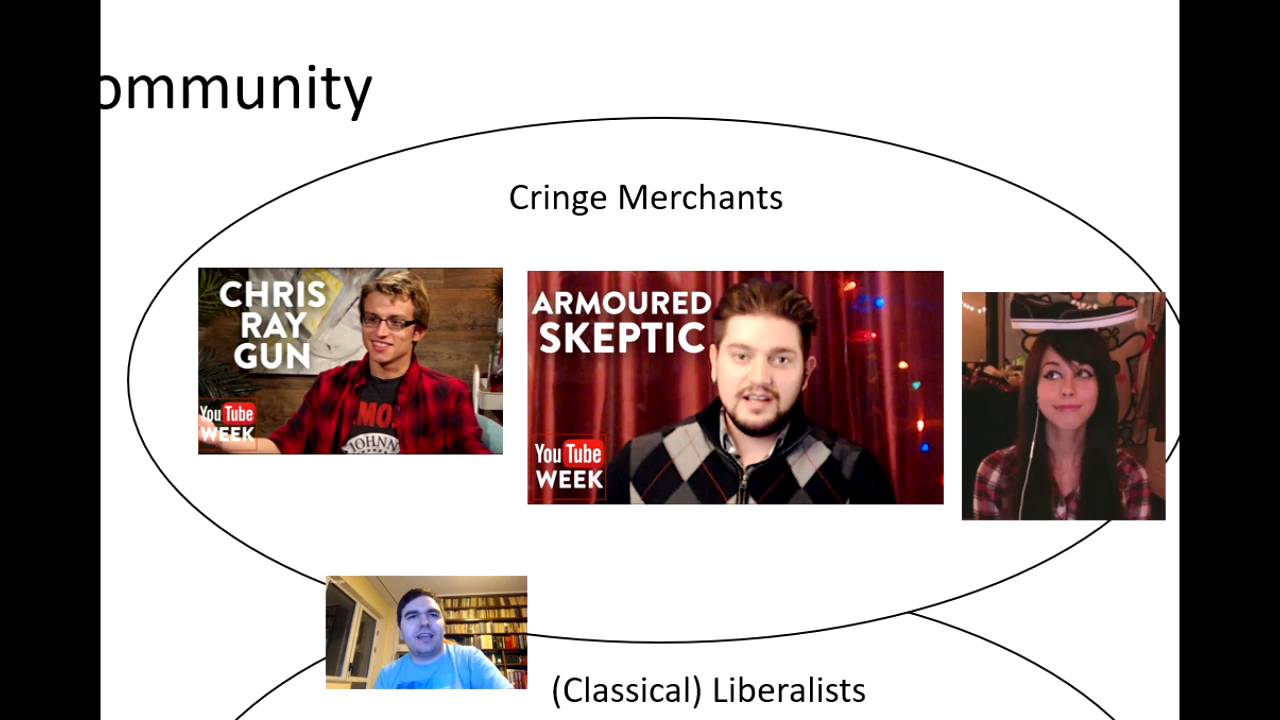 ommunity
Cringe Merchants
CHRIS
RAY
GUN
You Tube
WEEK
ARMOURED
SKEPTIC
You Tube
WEEK
(Classical) Liberalists